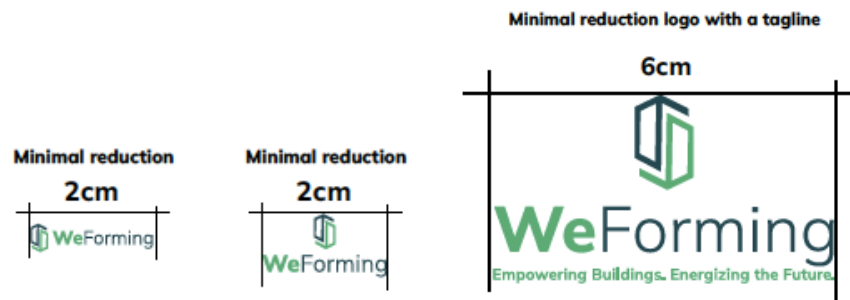 Minimal reduction logo with a tagline
6cm
WeForming
Empowering Buildings. Energizing the Future.
Minimal reduction
2cm
WeForming
Minimal reduction
2cm
WeForming